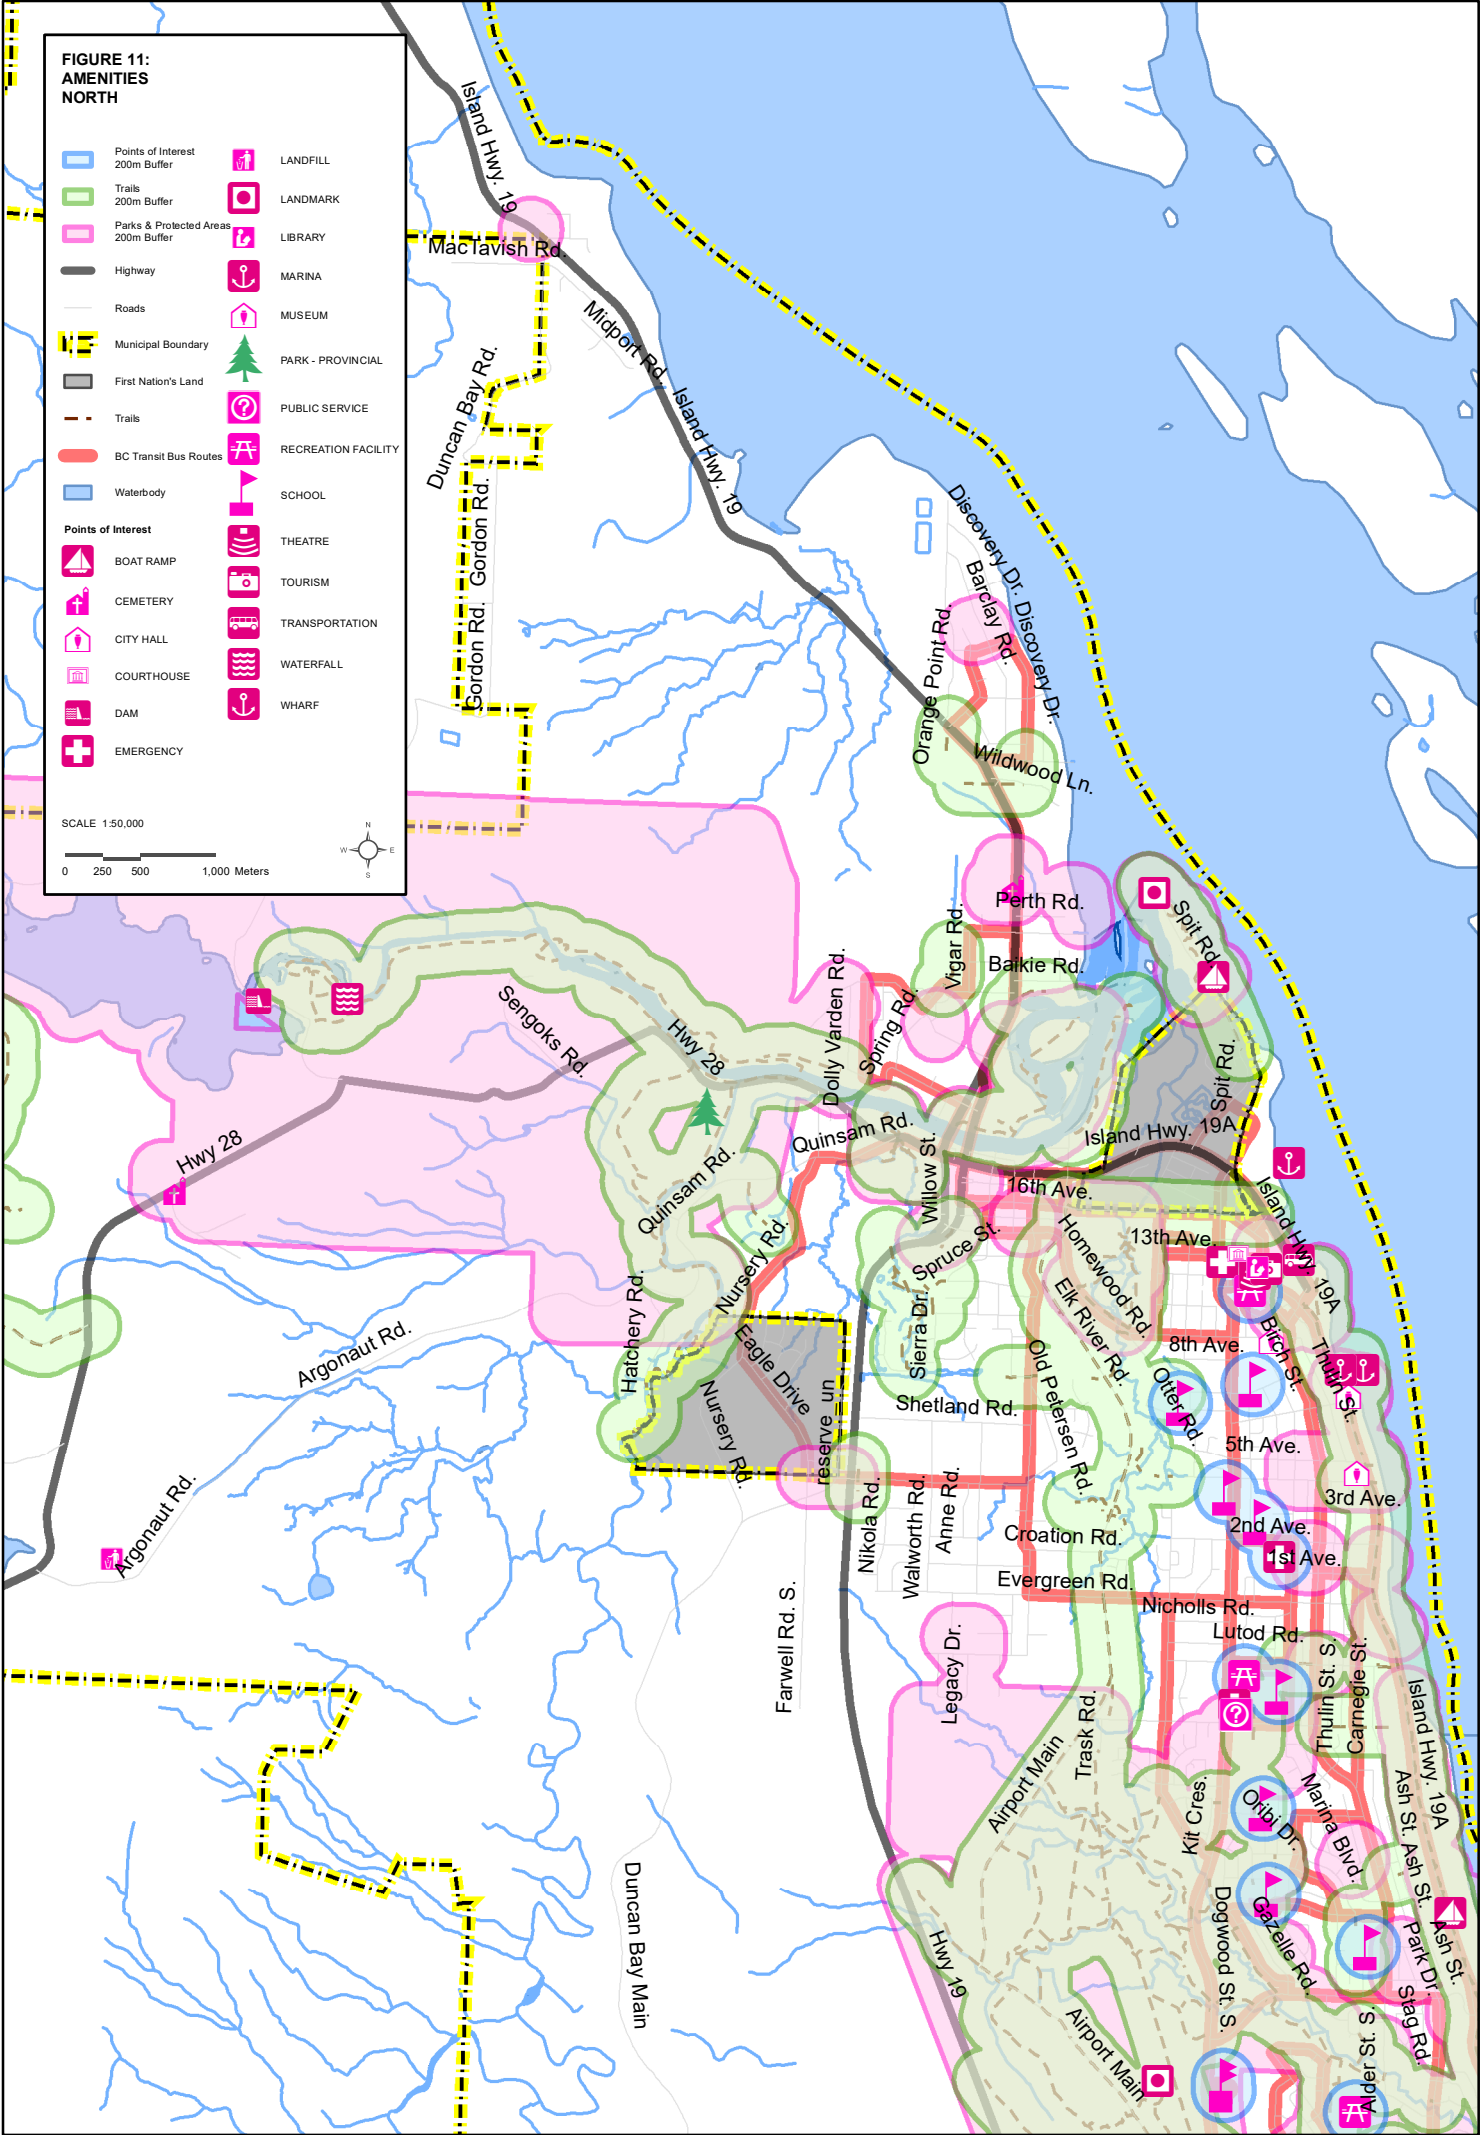 FIGURE 11:
AMENITIES
NORTH
Points of Interest
200m Buffer
Trails
200m Buffer
Parks & Protected Areas
200m Buffer
Highway
Roads
Municipal Boundary
First Nation's Land
Trails
BC Transit Bus Routes
Waterbody
Points of Interest
BOAT RAMP
CEMETERY
CITY HALL
COURTHOUSE
DAM
EMERGENCY
LANDFILL
LANDMARK
LIBRARY
MARINA
MUSEUM
PARK - PROVINCIAL
PUBLIC SERVICE
RECREATION FACILITY
SCHOOL
THEATRE
TOURISM
TRANSPORTATION
WATERFALL
WHARF
SCALE 1:50,000
0 250 500 1,000 Meters
N
W E
S
Island Hwy. 19
MacTavish Rd.
Midport Rd.
Duncan Bay Rd.
Island Hwy. 19
Gordon Rd.
Gordon Rd.
Discovery Dr.
Discovery Dr.
Barclay Rd.
Orange Point Rd.
Wildwood Ln.
Perth Rd.
Spit Rd.
Vigar Rd.
Baikie Rd.
Dolly Varden Rd.
Spring Rd.
Sengoks Rd.
Hwy 28
Spit Rd.
Island Hwy. 19A
Quinsam Rd.
Hwy 28
Quinsam Rd.
Willow St.
16th Ave.
Island Hwy. 19A
13th Ave.
Homewood Rd.
Spruce St.
Nursery Rd.
Hatchery Rd.
Sierra Dr.
Elk River Rd.
8th Ave.
Birch St.
Thulin St.
Argonaut Rd.
Eagle Drive
Nursery Rd.
reserve un
Shetland Rd.
Old Petersen Rd.
Otter Rd.
5th Ave.
3rd Ave.
2nd Ave.
1st Ave.
Argonaut Rd.
Nikola Rd.
Walworth Rd.
Anne Rd.
Croation Rd.
Evergreen Rd.
Nicholls Rd.
Lutod Rd.
Farwell Rd. S.
Legacy Dr.
Trask Rd.
Airport Main
Thulin St. S.
Carnegie St.
Island Hwy. 19A
Kit Cres.
Oribi Dr.
Marina Blvd.
Ash St.
Ash St.
Ash St.
Duncan Bay Main
Hwy 19
Dogwood St. S.
Gazelle Rd.
Park Dr.
Stag Rd.
Airport Main
Alder St. S.